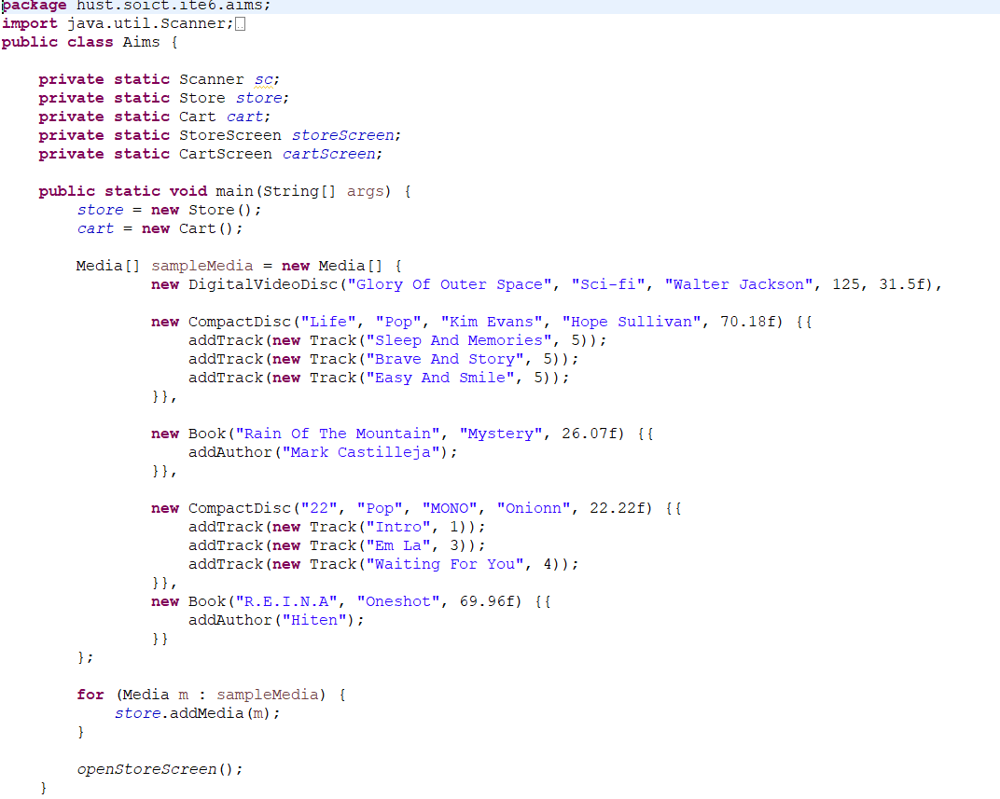 package hust.soict.ite6.aims;
import java.util.Scanner;
public class Aims {
private static Scanner sc;
private static Store store;
private static Cart cart;
private static StoreScreen storeScreen;
private static CartScreen cartScreen;
public static void main(String[] args) {
store = new Store();
cart = new Cart();
Media[] sampleMedia = new Media[] {
new DigitalVideoDisc("Glory Of Outer Space", "Sci-fi", "Walter Jackson", 125, 31.5f),
new CompactDisc("Life", "Pop", "Kim Evans", "Hope Sullivan", 70.18f) {{
addTrack(new Track("Sleep And Memories", 5));
addTrack(new Track("Brave And Story", 5));
addTrack(new Track("Easy And Smile", 5));
}},
new Book("Rain Of The Mountain", "Mystery", 26.07f) {{
addAuthor("Mark Castilleja");
}},
new CompactDisc("22", "Pop", "MONO", "Onionn", 22.22f) {{
addTrack(new Track("Intro", 1));
addTrack(new Track("Em La", 3));
addTrack(new Track("Waiting For You", 4));
}},
new Book("R.E.I.N.A", "Oneshot", 69.96f) {{
addAuthor("Hiten");
}}
};
for (Media m : sampleMedia) {
store.addMedia(m);
}
openStoreScreen();
}